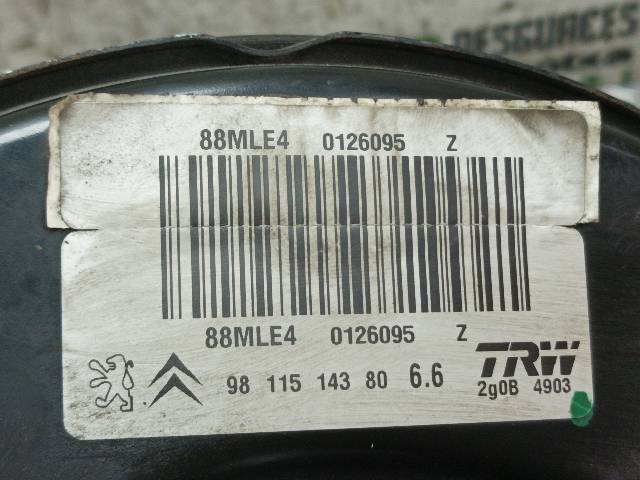 DESGUACES
88MLE4 0126095 Z
88MLE4 0126095 Z
TRW
98 115 143 80 6.6 2g0B 4903